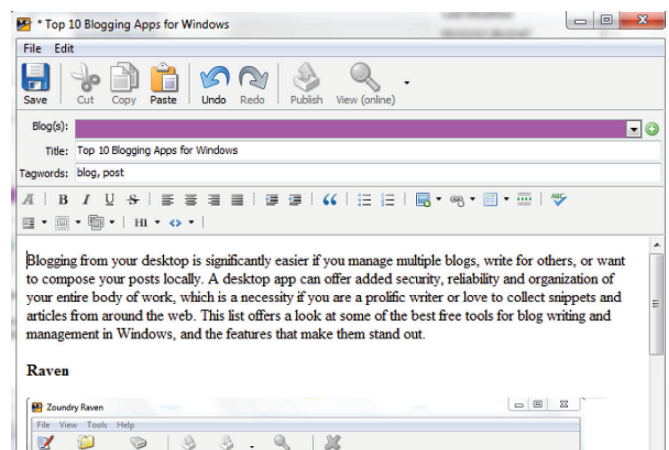 * Top 10 Blogging Apps for Windows
File Edit
Save Cut Copy Paste Undo Redo Publish View (online)
Blog(s):
Title: Top 10 Blogging Apps for Windows
Tagwords: blog, post
A B I U S
ABC
H1
Blogging from your desktop is significantly easier if you manage multiple blogs, write for others, or want
to compose your posts locally. A desktop app can offer added security, reliability and organization of
your entire body of work, which is a necessity if you are a prolific writer or love to collect snippets and
articles from around the web. This list offers a look at some of the best free tools for blog writing and
management in Windows, and the features that make them stand out.
Raven
Zoundry Raven
File View Tools Help